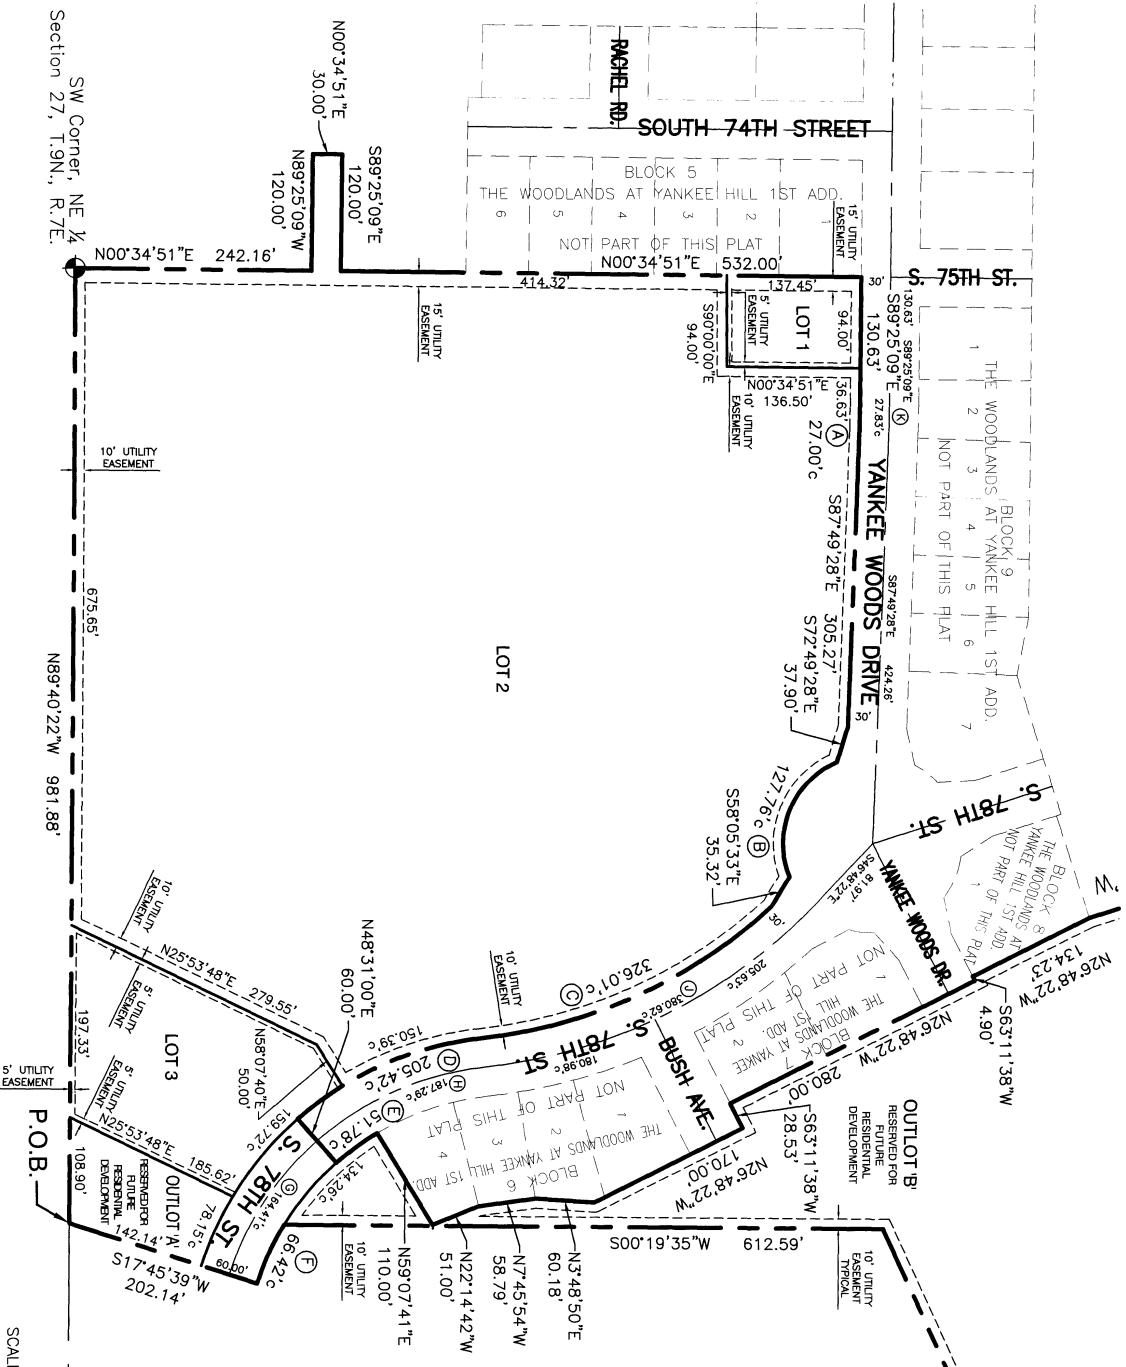 SW Corner, NE ¼
Section 27, T.9N., R.7E.
N00°34'51"E
30.00'
S89°25'09"E
120.00'
N89°25'09"W
120.00'
N00°34'51"E 242.16'
RACHEL RD.
SOUTH 74TH STREET
BLOCK 5
THE WOODLANDS AT YANKEE HILL 1ST ADD.
6
5
4
3
2
NOT PART OF THIS PLAT
N00°34'51"E 532.00'
414.32'
137.45'
15' UTILITY
EASEMENT
15' UTILITY
EASEMENT
S. 75TH ST.
30'
LOT 1
94.00'
5' UTILITY
EASEMENT
S90°00'00"E
94.00'
N00°34'51"E
136.50'
10' UTILITY
EASEMENT
130.63'
S89°25'09"E
S89°25'09"E
130.63'
K
27.83'c
36.63'
A
27.00'c
YANKEE WOODS DRIVE
S87°49'28"E
305.27'
S87°49'28"E 424.26'
S72°49'28"E
37.90'
30'
BLOCK 9
THE WOODLANDS AT YANKEE HILL 1ST ADD.
1
2
3
4
5
6
7
NOT PART OF THIS PLAT
127.76'c
B
S58°05'33"E
35.32'
30'
S. 78TH ST.
S46°48'22"E
81.97'
YANKEE WOODS DR.
BLOCK 8
THE WOODLANDS AT
YANKEE HILL 1ST ADD.
NOT PART OF THIS PLAT
1
"W
N26°48'22"W
134.23'
S63°11'38"W
4.90'
N26°48'22"W
280.00'
S63°11'38"W
28.53'
N26°48'22"W
170.00'
BLOCK 7
THE WOODLANDS AT YANKEE
HILL 1ST ADD.
NOT PART OF THIS PLAT
1
2
205.63'c
J
380.62'c
BUSH AVE.
180.98'c
326.01'c
C
10' UTILITY
EASEMENT
S. 78TH ST.
150.39'c
D
205.42'c
H
187.29'c
E
51.78'c
BLOCK 6
THE WOODLANDS AT YANKEE HILL 1ST ADD.
NOT PART OF THIS PLAT
1
2
3
4
OUTLOT 'B'
RESERVED FOR
FUTURE
RESIDENTIAL
DEVELOPMENT
S00°19'35"W 612.59'
10' UTILITY
EASEMENT
TYPICAL
N3°48'50"E
60.18'
N7°45'54"W
58.79'
N22°14'42"W
51.00'
N59°07'41"E
110.00'
10' UTILITY
EASEMENT
F
66.42'c
134.26'c
G
164.41'c
S. 78TH ST.
60.00'
78.15'c
159.72'c
N48°31'00"E
60.00'
N58°07'40"E
50.00'
LOT 2
675.65'
10' UTILITY
EASEMENT
N89°40'22"W 981.88'
10' UTILITY
EASEMENT
N25°53'48"E 279.55'
5' UTILITY
EASEMENT
LOT 3
197.33'
5' UTILITY
EASEMENT
5' UTILITY
EASEMENT
N25°53'48"E 185.62'
OUTLOT 'A'
RESERVED FOR
FUTURE
RESIDENTIAL
DEVELOPMENT
108.90'
142.14'
S17°45'39"W
202.14'
P.O.B.
SCAL